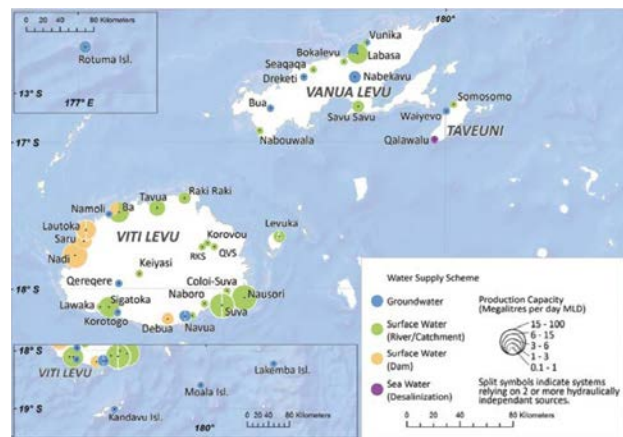 0 20 40 80 Kilometers
180°
Rotuma Isl.
13° S
177° E
Vunika
Bokalevu
Labasa
Seaqaqa
Dreketi
Nabekavu
VANUA LEVU
Bua
Savu Savu
Somosomo
Waiyevo
TAVEUNI
Nabouwala
Qalawalu
17° S
Raki Raki
Tavua
Namoli
Ba
Lautoka
Saru
VITI LEVU
Korovou
Levuka
Nadi
RKS
QVS
Keiyasi
Qereqere
Coloi-Suva
18° S
Naboro
Nausori
Lawaka
Sigatoka
Suva
Korotogo
Debua
Navua
18° S
VITI LEVU
Lakemba Isl.
Moala Isl.
19° S
Kandavu Isl.
180°
Water Supply Scheme
Groundwater
Surface Water
(River/Catchment)
Surface Water
(Dam)
Sea Water
(Desalinization)
Production Capacity
(Megalitres per day MLD)
15 - 100
6 - 15
3 - 6
1 - 3
0.1 - 1
Split symbols indicate systems
relying on 2 or more hydraulically
independant sources.
0 20 40 80 Kilometers